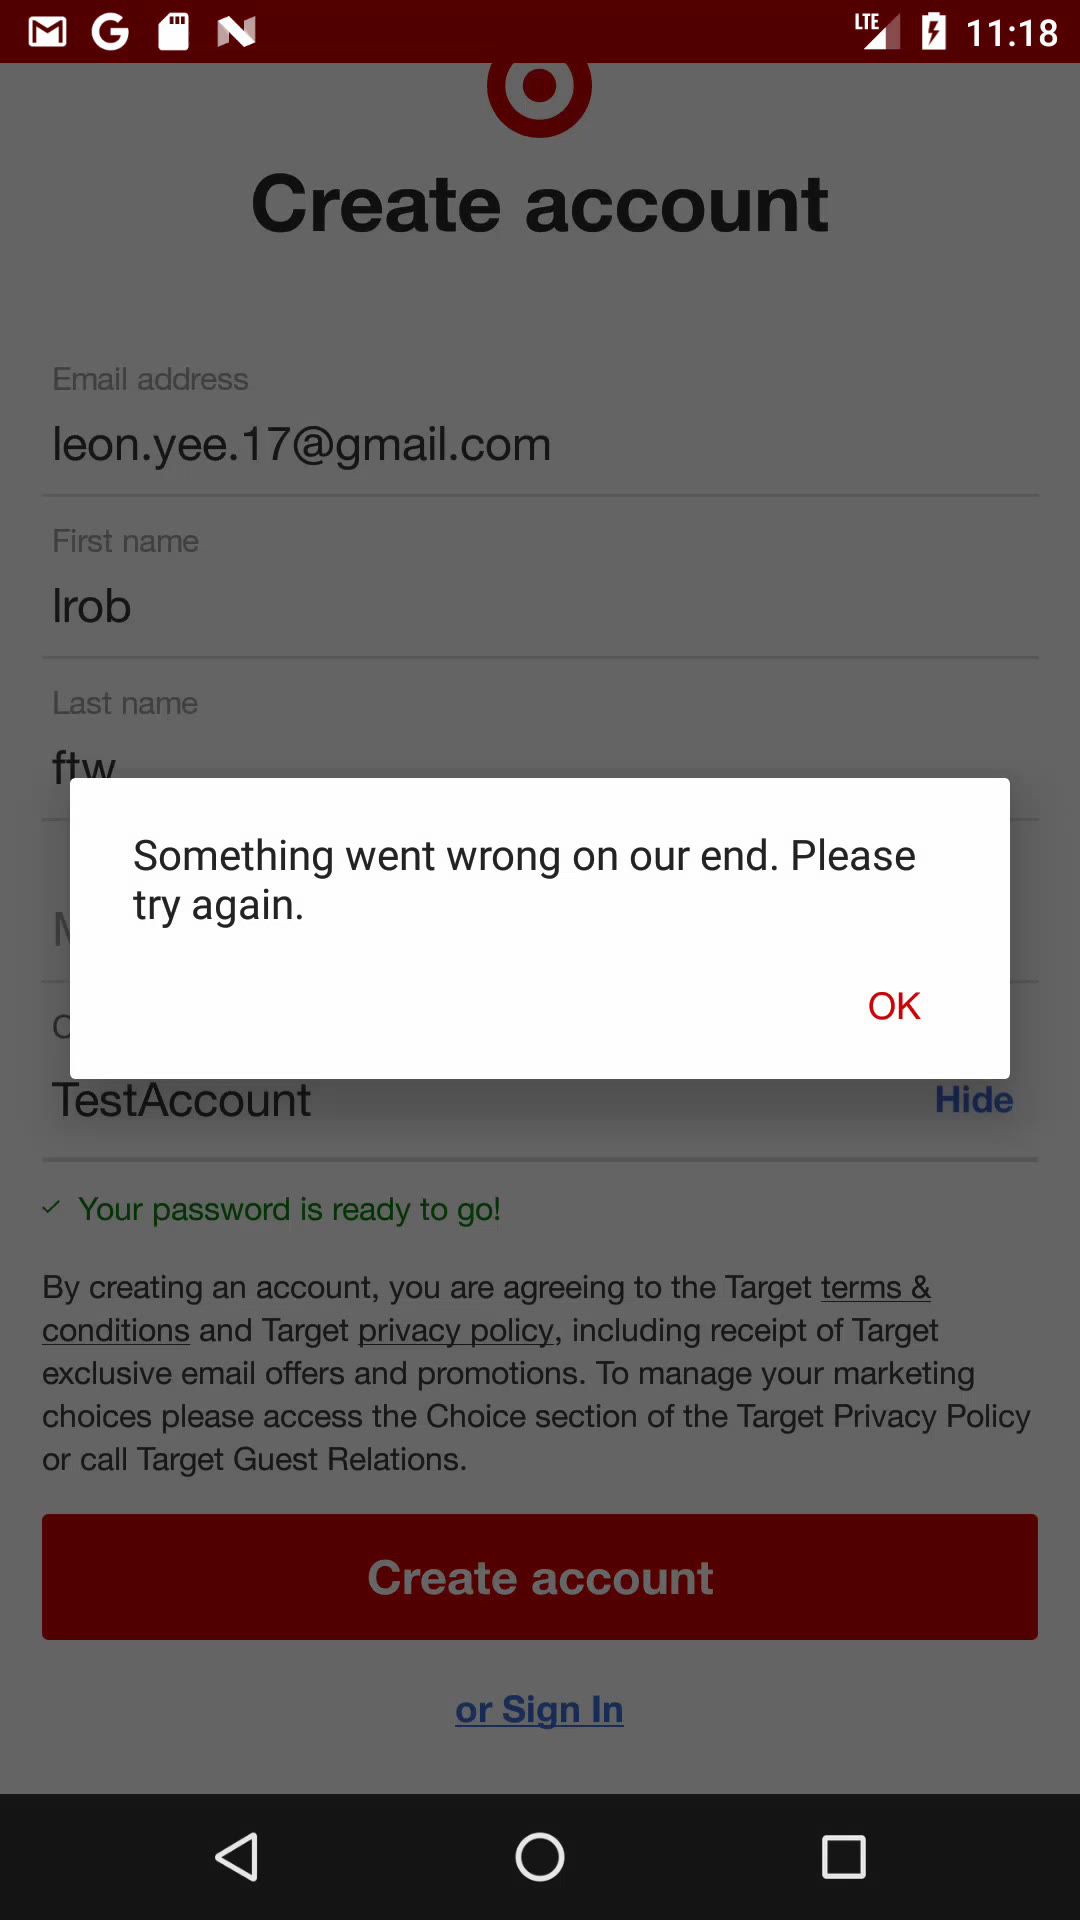 LTE 11:18
Create account
Email address
leon.yee.17@gmail.com
First name
lrob
Last name
ftw
Something went wrong on our end. Please
try again.
OK
TestAccount Hide
✓ Your password is ready to go!
By creating an account, you are agreeing to the Target terms &
conditions and Target privacy policy, including receipt of Target
exclusive email offers and promotions. To manage your marketing
choices please access the Choice section of the Target Privacy Policy
or call Target Guest Relations.
Create account
or Sign In